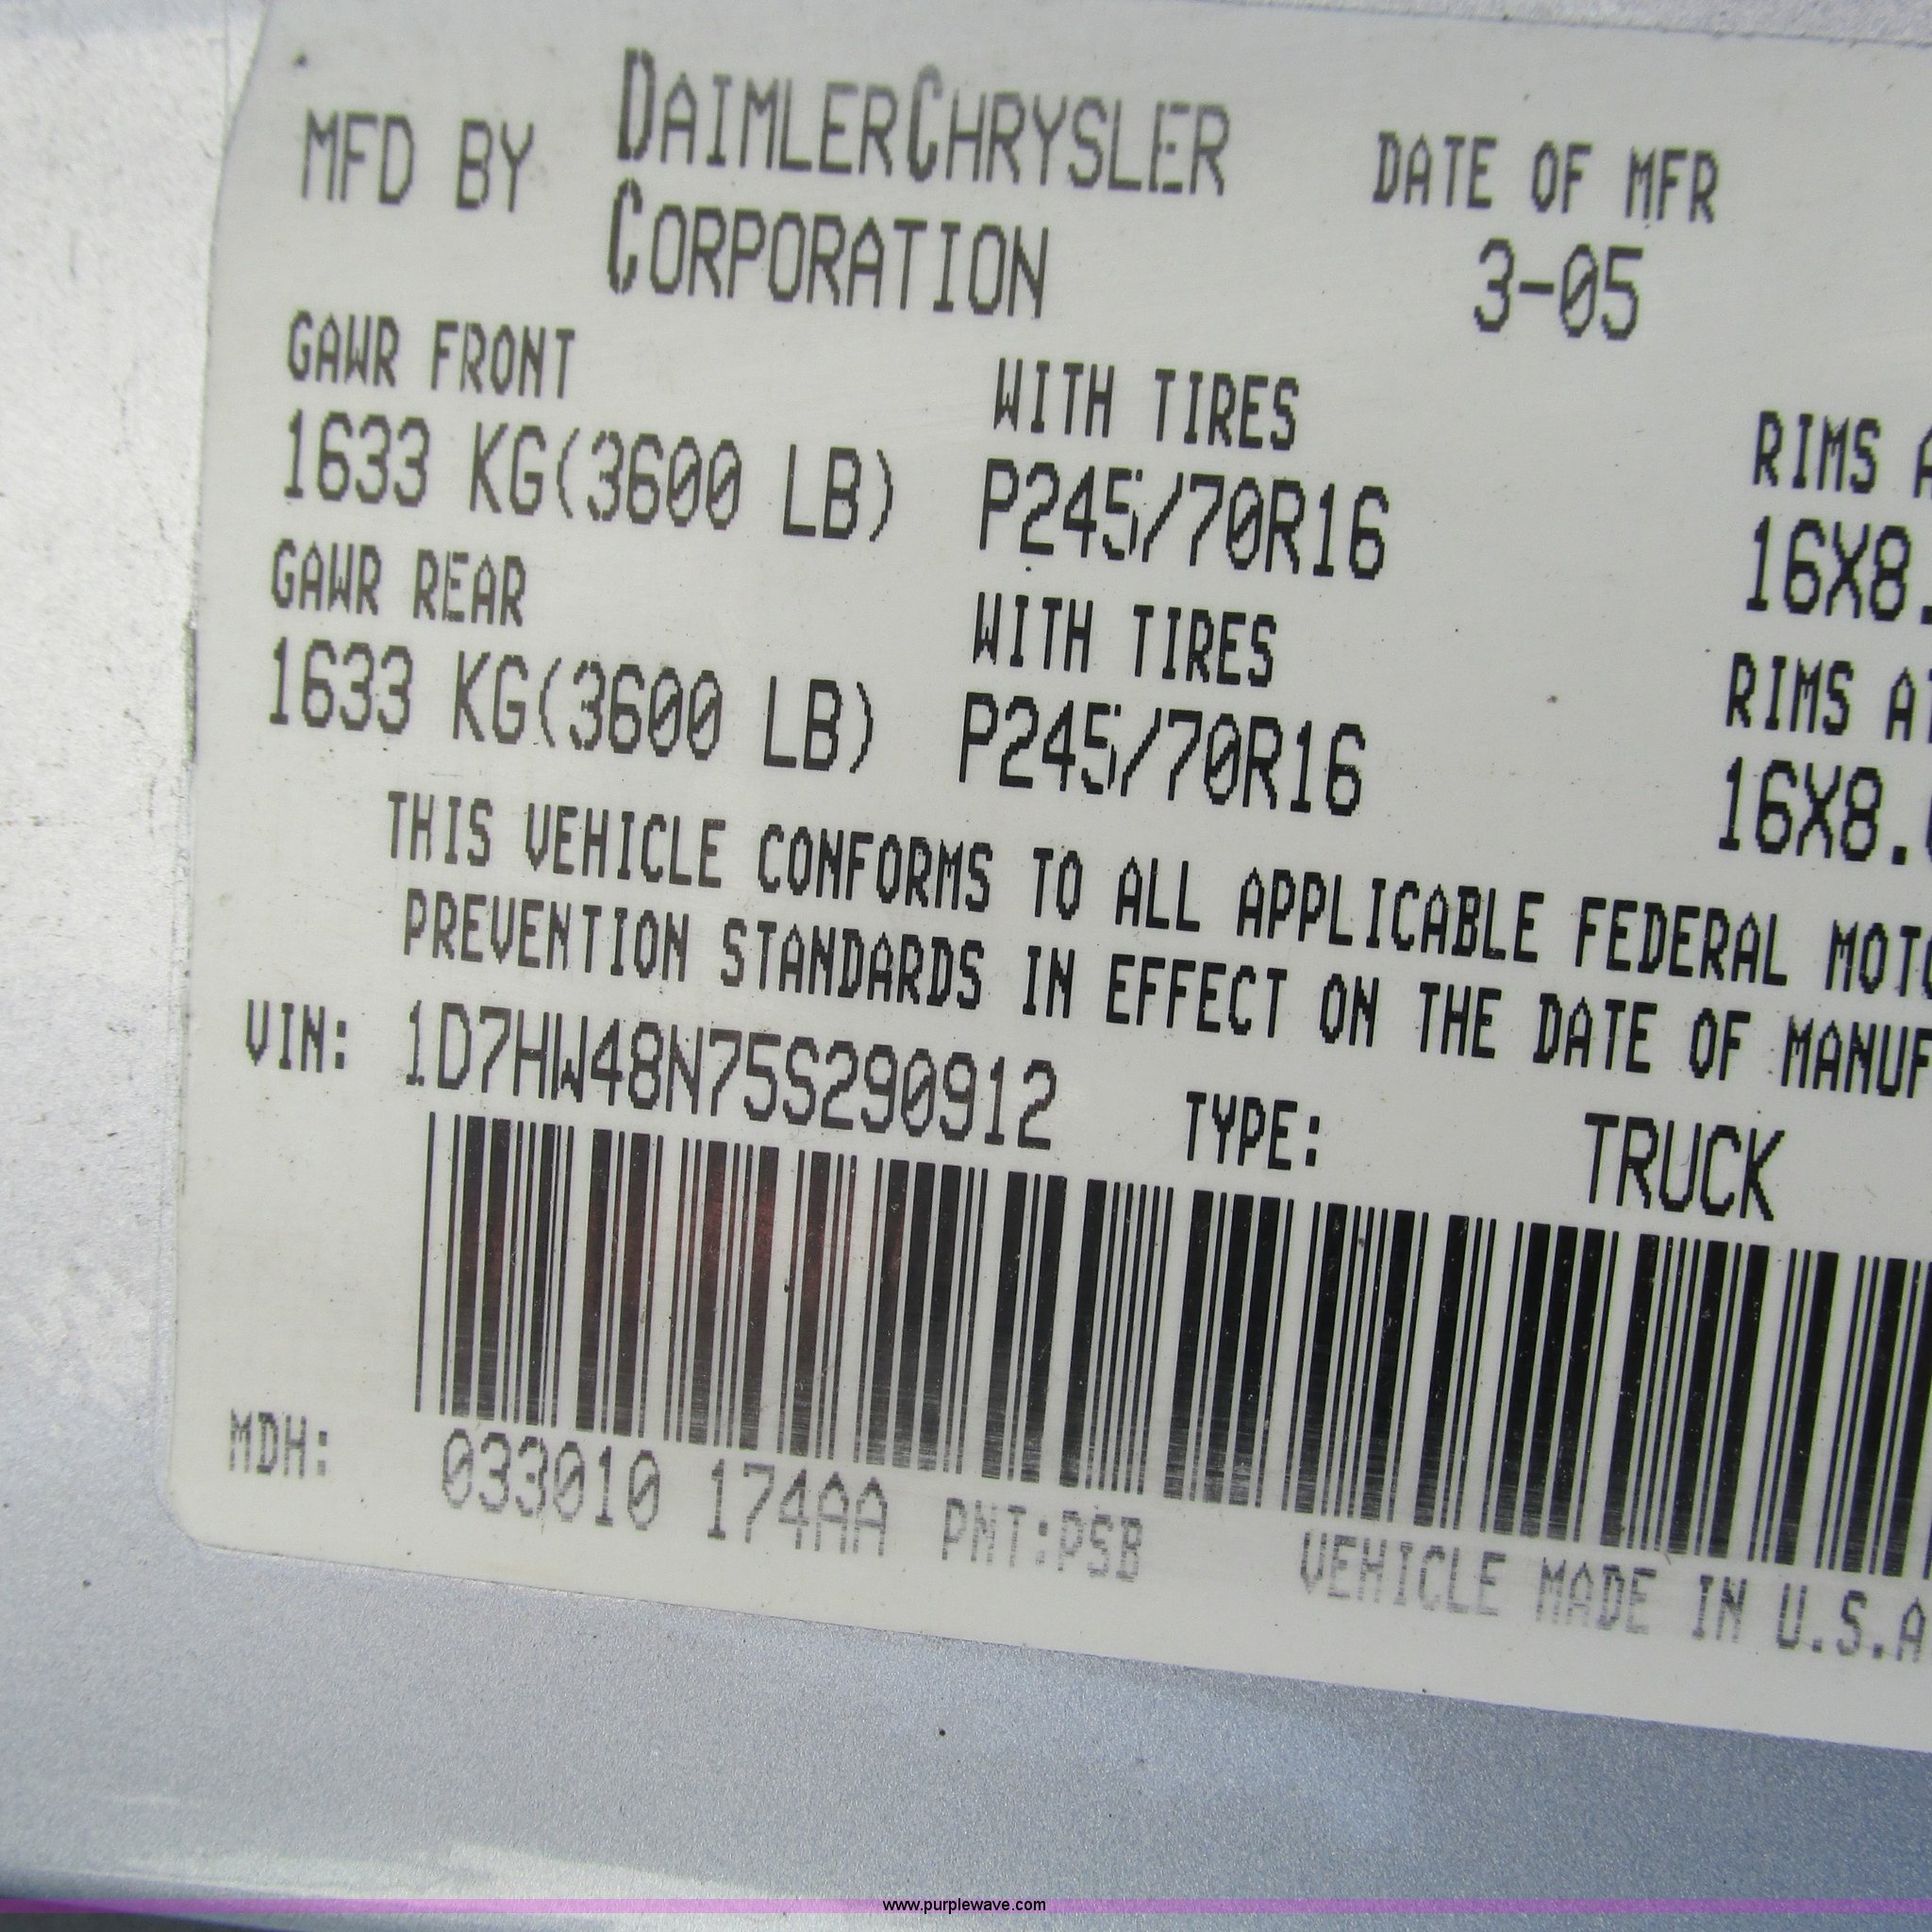 MFD BY DAIMLERCHRYSLER CORPORATION
DATE OF MFR
3-05
GAWR FRONT WITH TIRES RIMS
1633 KG(3600 LB) P245/70R16 16X8.
GAWR REAR WITH TIRES RIMS AT
1633 KG(3600 LB) P245/70R16 16X8.
THIS VEHICLE CONFORMS TO ALL APPLICABLE FEDERAL
PREVENTION STANDARDS IN EFFECT ON THE DATE OF
VIN: 1D7HW48N75S290912 TYPE: TRUCK
MDH: 033010 174AA PNT:PSB VEHICLE MADE IN U.S.A
www.purplewave.com